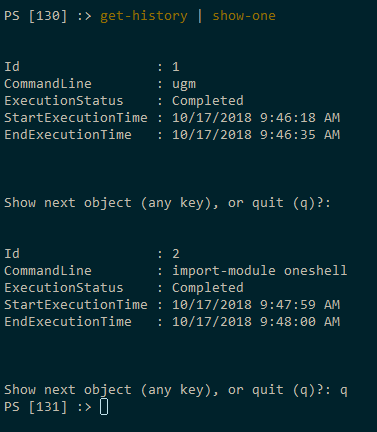 PS [130] :> get-history | show-one
Id                 : 1
CommandLine        : ugm
ExecutionStatus    : Completed
StartExecutionTime : 10/17/2018 9:46:18 AM
EndExecutionTime   : 10/17/2018 9:46:35 AM
Show next object (any key), or quit (q)?:
Id                 : 2
CommandLine        : import-module oneshell
ExecutionStatus    : Completed
StartExecutionTime : 10/17/2018 9:47:59 AM
EndExecutionTime   : 10/17/2018 9:48:00 AM
Show next object (any key), or quit (q)?: q
PS [131] :>